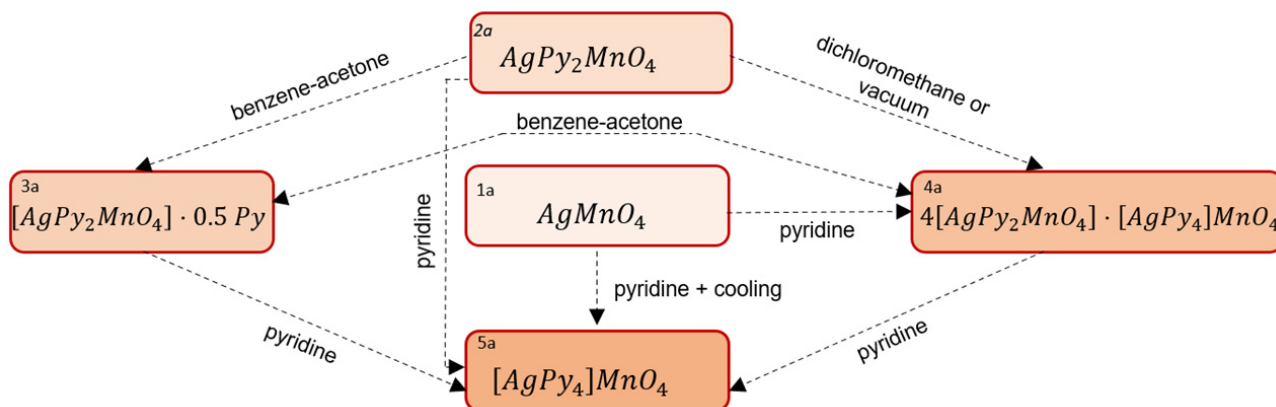 2a
AgPy₂MnO₄
benzene-acetone
dichloromethane or
vacuum
benzene-acetone
3a
[AgPy₂MnO₄] · 0.5 Py
1a
AgMnO₄
4a
4[AgPy₂MnO₄] · [AgPy₄]MnO₄
pyridine
pyridine
pyridine + cooling
pyridine
pyridine
5a
[AgPy₄]MnO₄